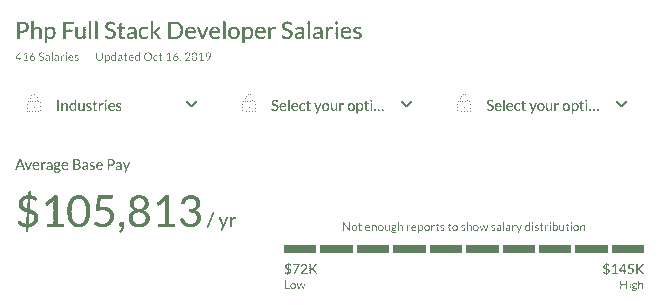 Php Full Stack Developer Salaries
416 Salaries Updated Oct 16, 2019
Industries Select your opti... Select your opti...
Average Base Pay
$105,813 / yr
Not enough reports to show salary distribution
$72K $145K
Low High